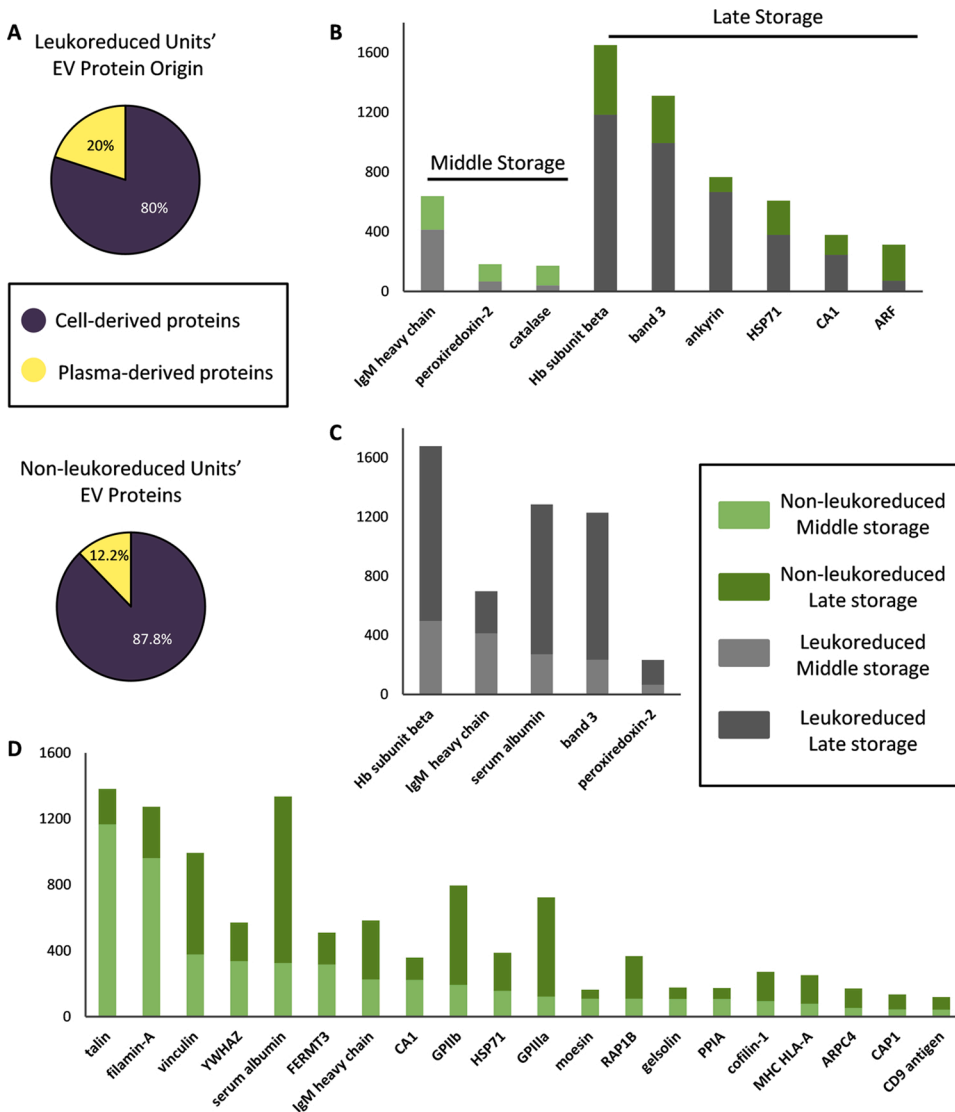 A
Leukoreduced Units’
EV Protein Origin
20%
80%
Cell-derived proteins
Plasma-derived proteins
Non-leukoreduced Units’
EV Proteins
12.2%
87.8%
B
Late Storage
Middle Storage
1600
1200
800
400
0
IgM heavy chain
peroxiredoxin-2
catalase
Hb subunit beta
band 3
ankyrin
HSP71
CA1
ARF
C
1600
1200
800
400
0
Hb subunit beta
IgM heavy chain
serum albumin
band 3
peroxiredoxin-2
Non-leukoreduced
Middle storage
Non-leukoreduced
Late storage
Leukoreduced
Middle storage
Leukoreduced
Late storage
D
1600
1200
800
400
0
talin
filamin-A
vinculin
YWHAZ
serum albumin
FERMT3
IgM heavy chain
CA1
GPIIb
HSP71
GPIIIa
moesin
RAP1B
gelsolin
PPIA
cofilin-1
MHC HLA-A
ARPC4
CAP1
CD9 antigen